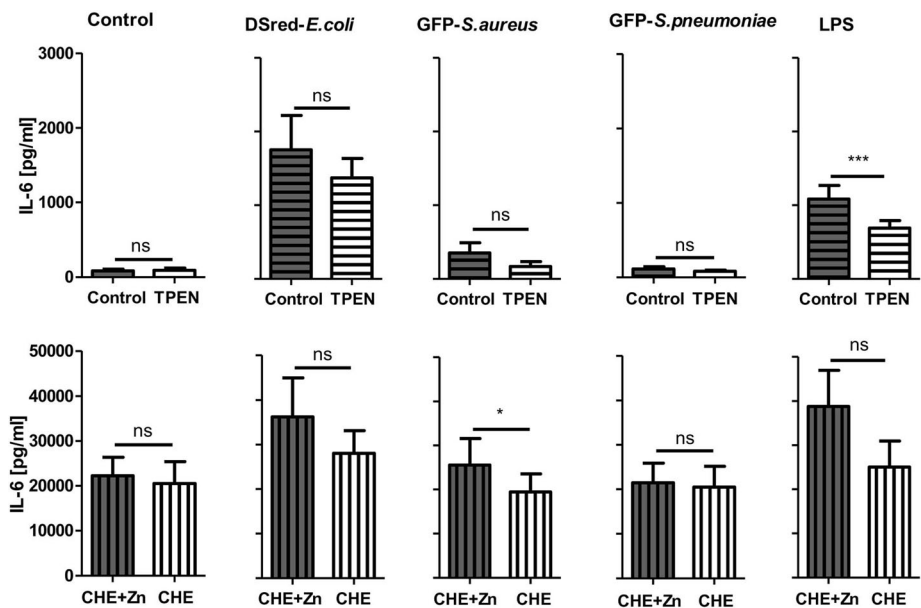 Control DSred-E.coli GFP-S.aureus GFP-S.pneumoniae LPS
IL-6 [pg/ml]
3000
2000
1000
0
ns ns ns ns ***
Control TPEN Control TPEN Control TPEN Control TPEN Control TPEN
IL-6 [pg/ml]
50000
40000
30000
20000
10000
0
ns ns * ns ns
CHE+Zn CHE CHE+Zn CHE CHE+Zn CHE CHE+Zn CHE CHE+Zn CHE